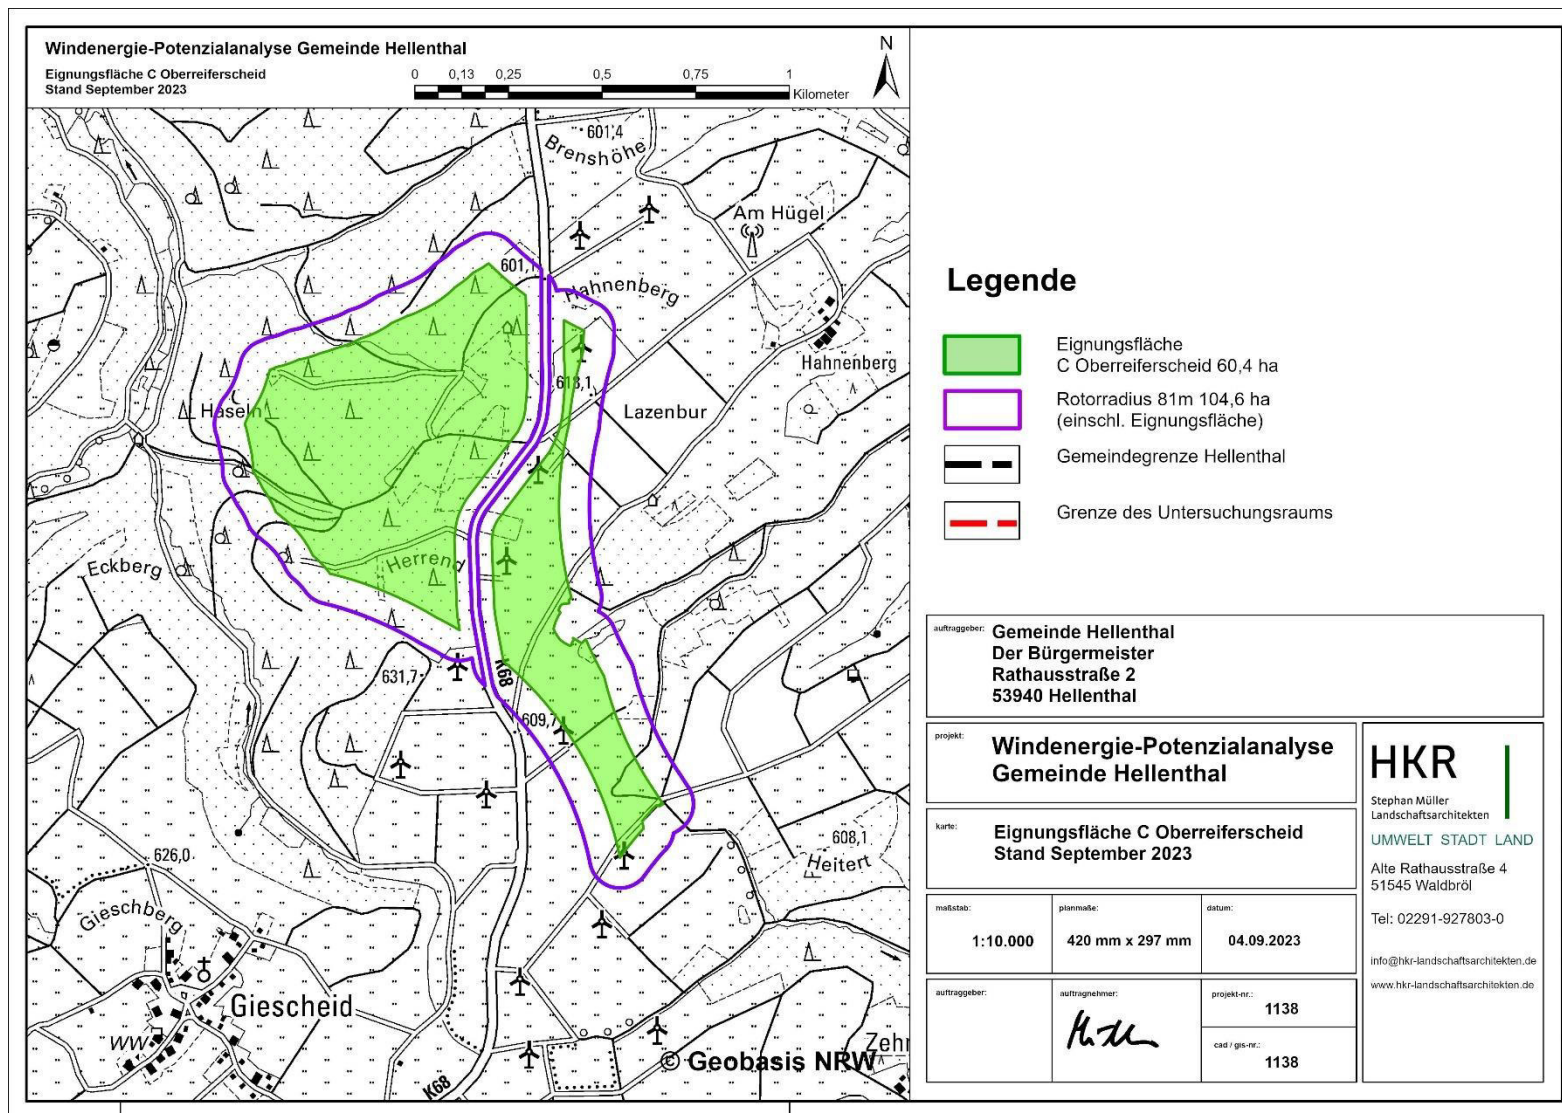 Windenergie-Potenzialanalyse Gemeinde Hellenthal
Eignungsfläche C Oberreiferscheid
Stand September 2023
0 0,13 0,25 0,5 0,75 1
Kilometer
N
601,4
Brenshöhe
Am Hügel
601,1
Hahnenberg
Hahnenberg
613,1
Lazenbur
Haseln
Herrend
Eckberg
631,7
K68
609,7
608,1
Heitert
626,0
Gieschberg
Giescheid
WW
K68
Zehn
© Geobasis NRW
Legende
Eignungsfläche
C Oberreiferscheid 60,4 ha
Rotorradius 81m 104,6 ha
(einschl. Eignungsfläche)
Gemeindegrenze Hellenthal
Grenze des Untersuchungsraums
auftraggeber:
Gemeinde Hellenthal
Der Bürgermeister
Rathausstraße 2
53940 Hellenthal
projekt:
Windenergie-Potenzialanalyse
Gemeinde Hellenthal
karte:
Eignungsfläche C Oberreiferscheid
Stand September 2023
maßstab:
1:10.000
planmaße:
420 mm x 297 mm
datum:
04.09.2023
auftraggeber:
auftragnehmer:
projekt-nr.:
1138
cad / gis-nr.:
1138
HKR
Stephan Müller
Landschaftsarchitekten
UMWELT STADT LAND
Alte Rathausstraße 4
51545 Waldbröl
Tel: 02291-927803-0
info@hkr-landschaftsarchitekten.de
www.hkr-landschaftsarchitekten.de